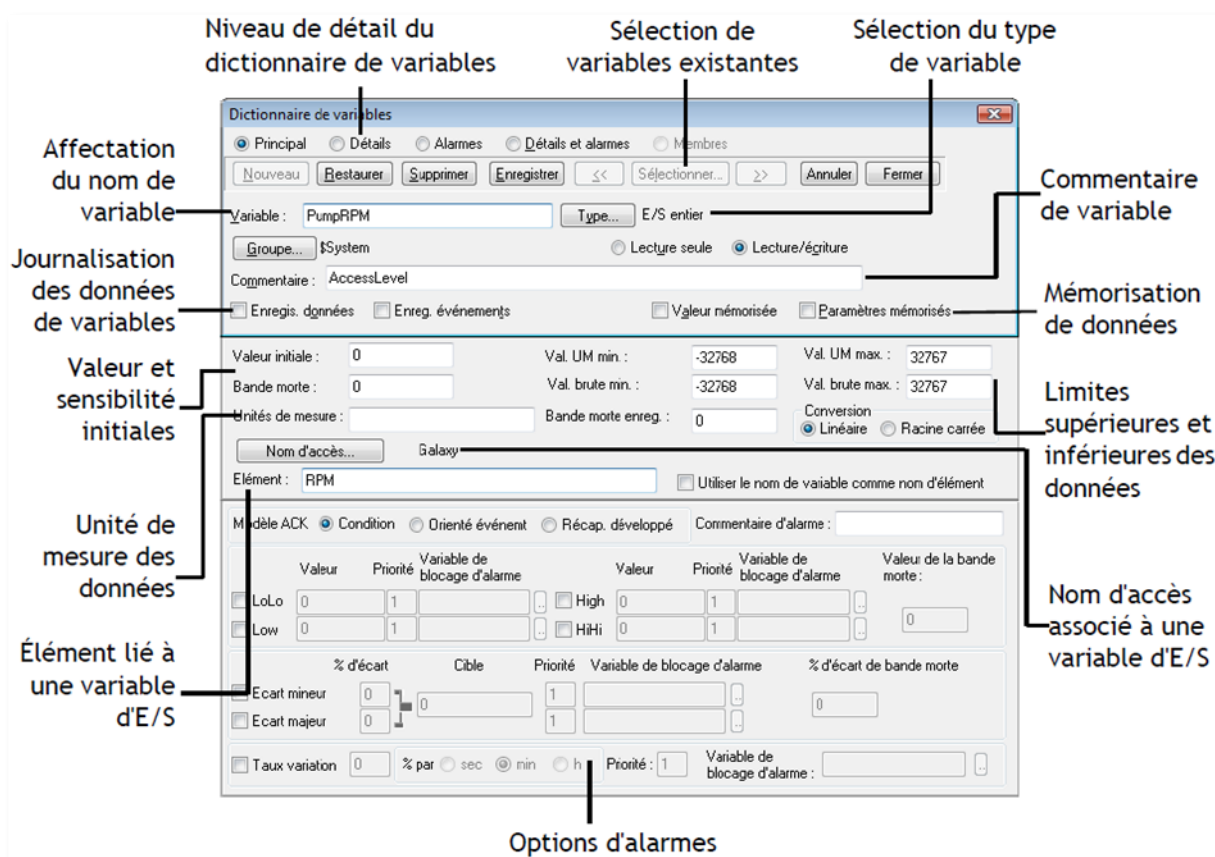 Niveau de détail du
dictionnaire de variables
Sélection de
variables existantes
Sélection du type
de variable
Dictionnaire de variables
Principal Détails Alarmes Détails et alarmes Membres
Nouveau Restaurer Supprimer Enregistrer << Sélectionner... >> Annuler Fermer
Affectation
du nom de
variable
Variable : PumpRPM Type... E/S entier
Groupe... $System Lecture seule Lecture/écriture
Commentaire : AccessLevel
Commentaire
de variable
Journalisation
des données
de variables
Enregis. données Enreg. événements Valeur mémorisée Paramètres mémorisés
Mémorisation
de données
Valeur et
sensibilité
initiales
Valeur initiale : 0 Val. UM min. : -32768 Val. UM max. : 32767
Bande morte : 0 Val. brute min. : -32768 Val. brute max. : 32767
Unités de mesure : Bande morte enreg. : 0 Conversion
Linéaire Racine carrée
Limites
supérieures et
inférieures des
données
Nom d'accès... Galaxy
Elément : RPM Utiliser le nom de variable comme nom d'élément
Unité de
mesure des
données
Modèle ACK Condition Orienté événemt Récap. développé Commentaire d'alarme :
Valeur Priorité Variable de
blocage d'alarme
Valeur Priorité Variable de
blocage d'alarme
Valeur de la bande
morte :
LoLo 0 1 .. High 0 1 .. 0
Low 0 1 .. HiHi 0 1 ..
Nom d'accès
associé à une
variable d'E/S
Élément lié à
une variable
d'E/S
% d'écart Cible Priorité Variable de blocage d'alarme % d'écart de bande morte
Ecart mineur 0 0 1 .. 0
Ecart majeur 0 1 ..
Taux variation 0 % par sec min h Priorité : 1 Variable de
blocage d'alarme : ..
Options d'alarmes